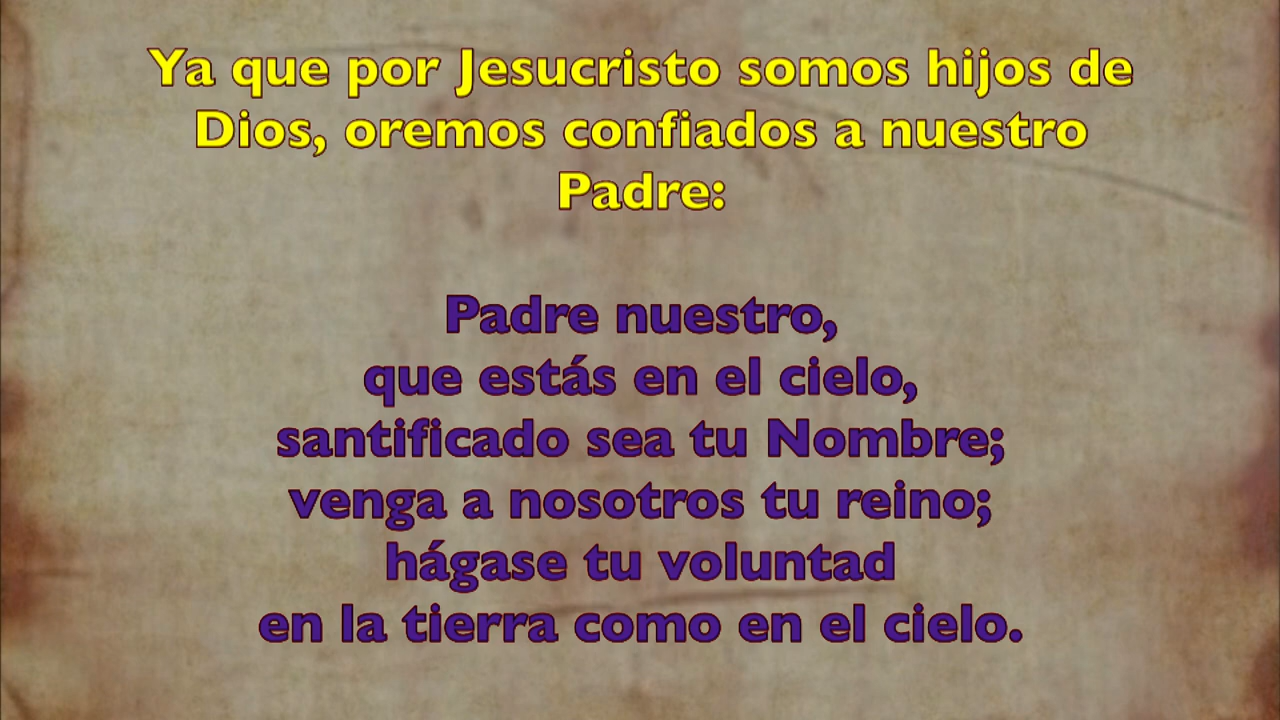 Ya que por Jesucristo somos hijos de
Dios, oremos confiados a nuestro
Padre:
Padre nuestro,
que estás en el cielo,
santificado sea tu Nombre;
venga a nosotros tu reino;
hágase tu voluntad
en la tierra como en el cielo.